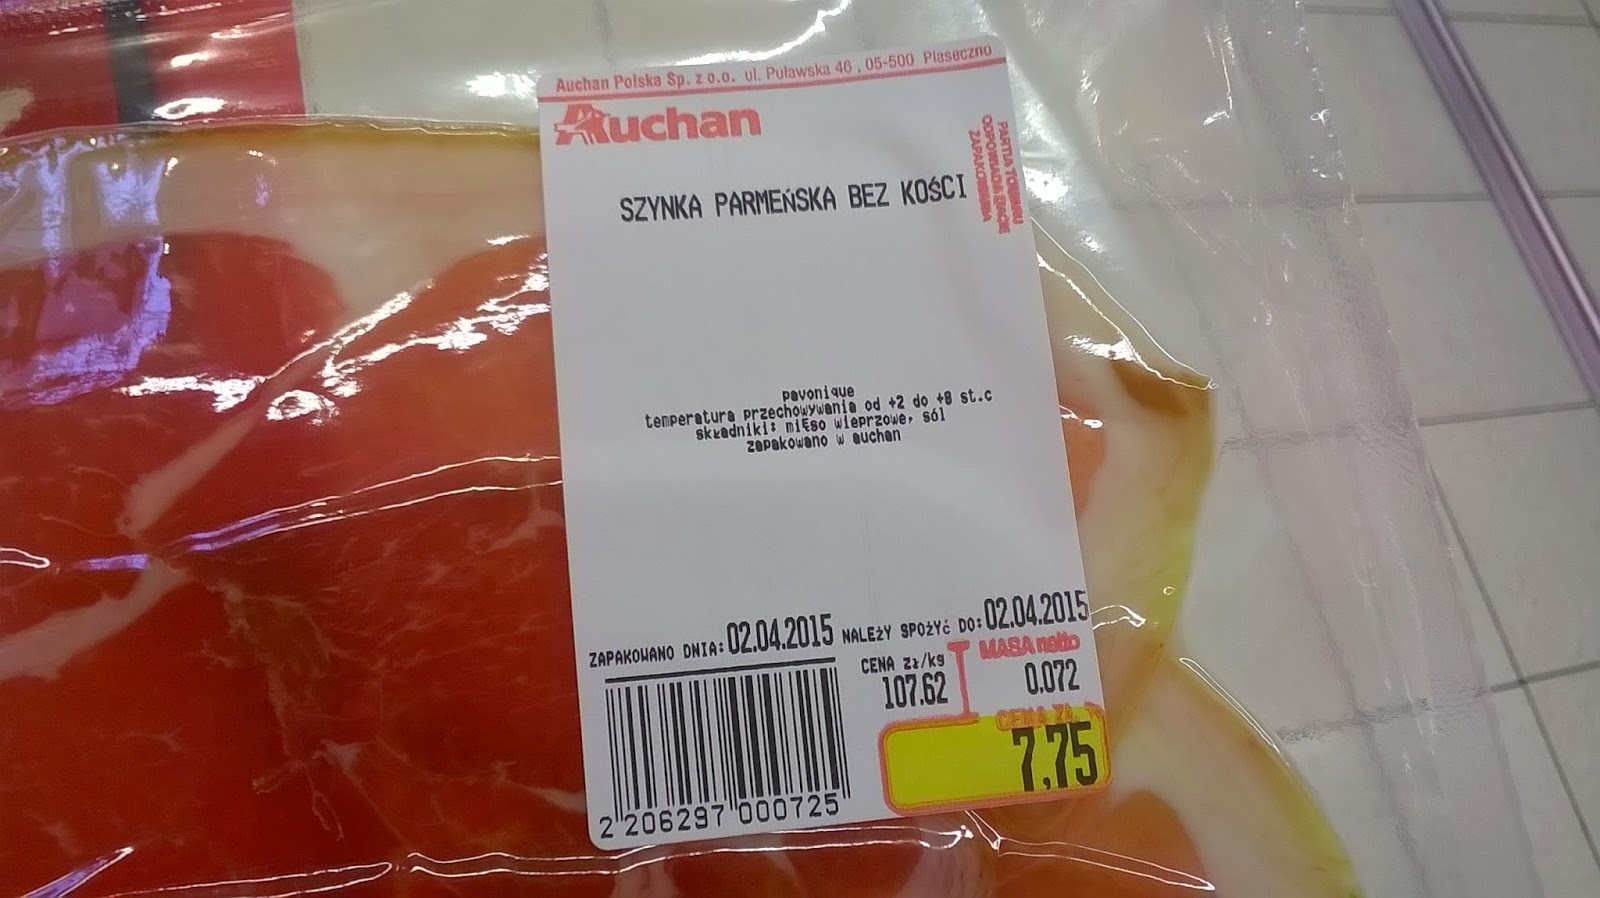 Auchan Polska Sp. z o.o. ul. Puławska 46 , 05-500 Piaseczno
Auchan
PARTIA TOWARU
ODPOWIADA DACIE
ZAPAKOWANIA
SZYNKA PARMEŃSKA BEZ KOŚCI
pavonique
temperatura przechowywania od +2 do +8 st.c
składniki: mięso wieprzowe, sól
zapakowano w auchan
ZAPAKOWANO DNIA: 02.04.2015 NALEŻY SPOŻYĆ DO: 02.04.2015
CENA ZŁ/kg MASA netto
107.62 0.072
CENA ZŁ.
7,75
2 206297 000725